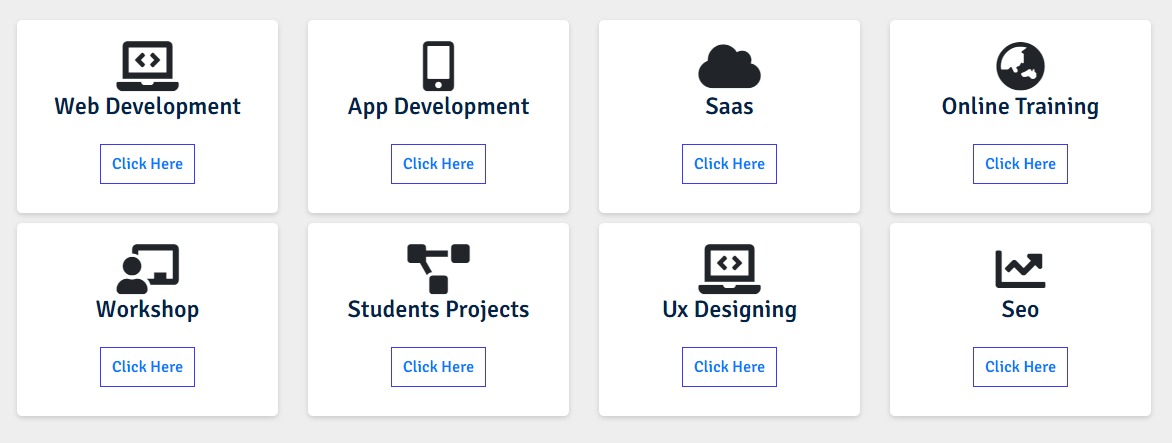 Web Development
Click Here
App Development
Click Here
Saas
Click Here
Online Training
Click Here
Workshop
Click Here
Students Projects
Click Here
Ux Designing
Click Here
Seo
Click Here